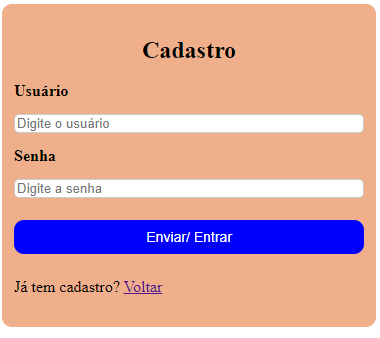 Cadastro
Usuário
Digite o usuário
Senha
Digite a senha
Enviar/ Entrar
Já tem cadastro? Voltar